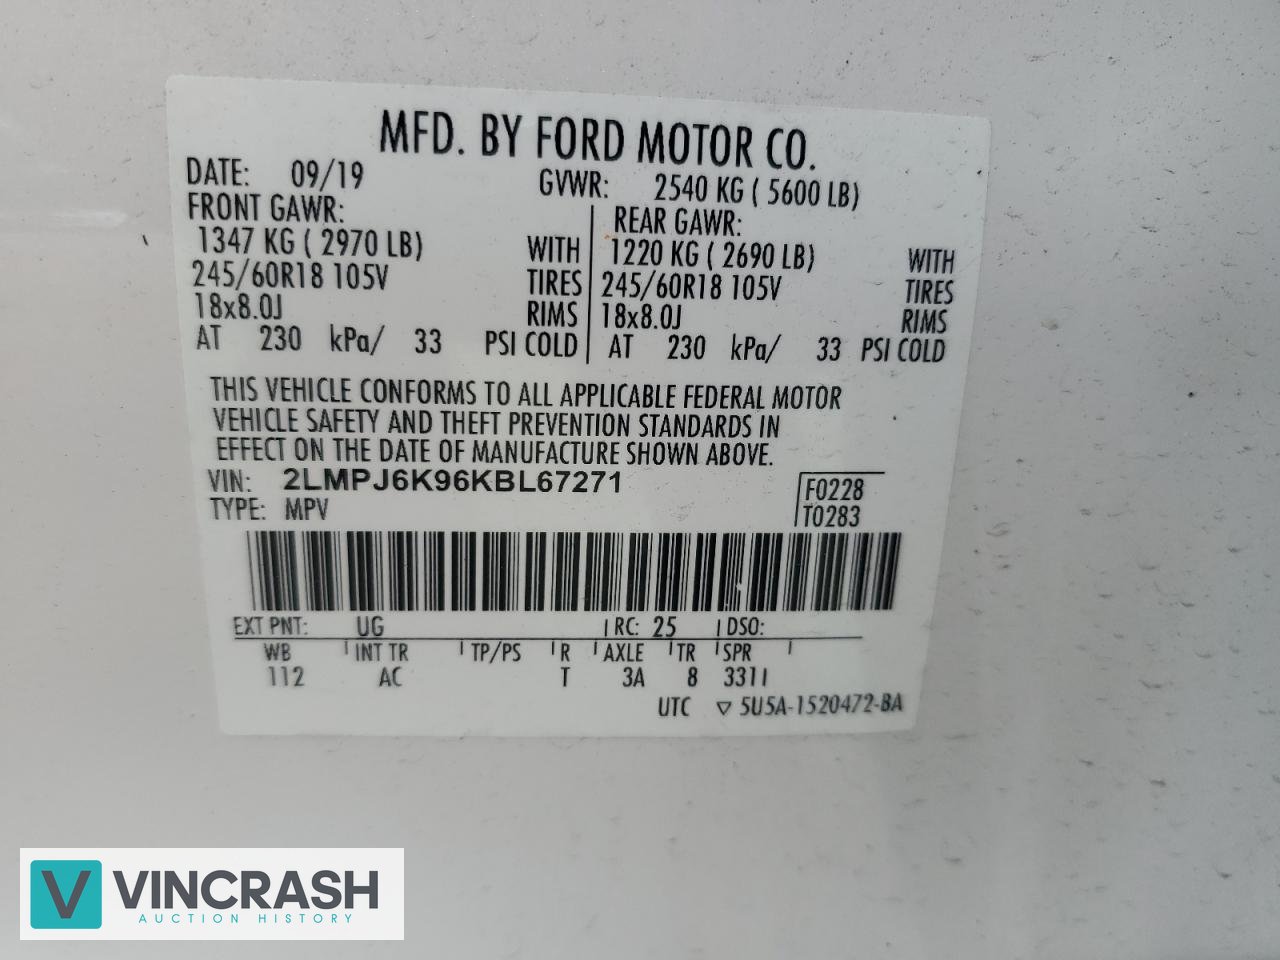 MFD. BY FORD MOTOR CO.
DATE: 09/19 GVWR: 2540 KG ( 5600 LB)
FRONT GAWR: REAR GAWR:
1347 KG ( 2970 LB) WITH 1220 KG ( 2690 LB) WITH
245/60R18 105V TIRES 245/60R18 105V TIRES
18x8.0J RIMS 18x8.0J RIMS
AT 230 kPa/ 33 PSI COLD AT 230 kPa/ 33 PSI COLD
THIS VEHICLE CONFORMS TO ALL APPLICABLE FEDERAL MOTOR
VEHICLE SAFETY AND THEFT PREVENTION STANDARDS IN
EFFECT ON THE DATE OF MANUFACTURE SHOWN ABOVE.
VIN: 2LMPJ6K96KBL67271 F0228
TYPE: MPV T0283
EXT PNT: UG RC: 25 DSO:
WB INT TR TP/PS R AXLE TR SPR
112 AC T 3A 8 3311
UTC ▽ 5U5A-1520472-BA
V VINCRASH
AUCTION HISTORY